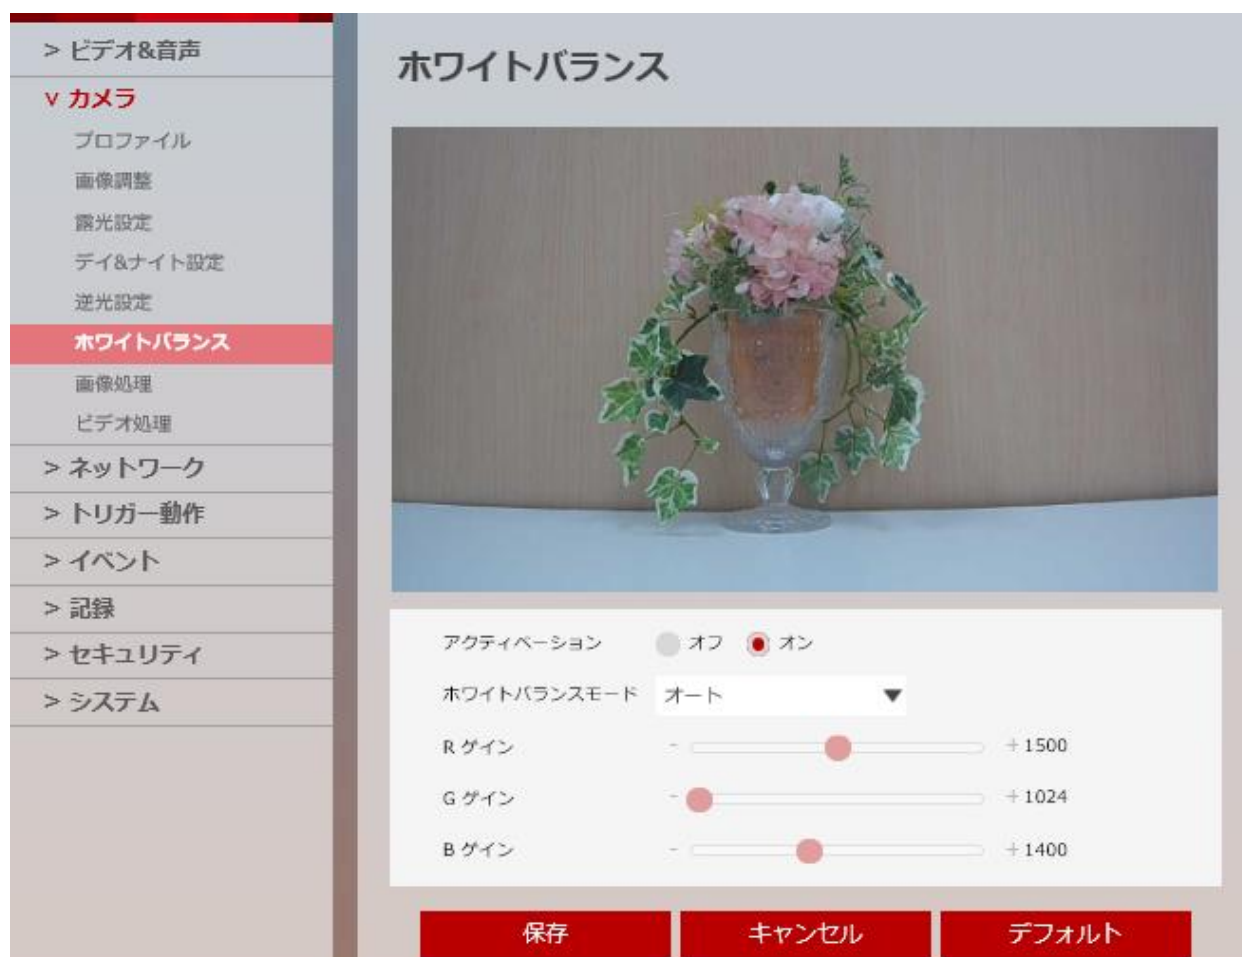 > ビデオ&音声
v カメラ
プロファイル
画像調整
露光設定
デイ&ナイト設定
逆光設定
ホワイトバランス
画像処理
ビデオ処理
> ネットワーク
> トリガー動作
> イベント
> 記録
> セキュリティ
> システム
ホワイトバランス
アクティベーション オフ オン
ホワイトバランスモード オート
R ゲイン - + 1500
G ゲイン - + 1024
B ゲイン - + 1400
保存 キャンセル デフォルト